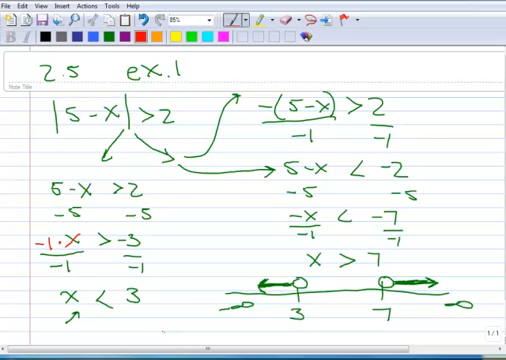 File Edit View Insert Actions Tools Help
85%
B I U
2.5 ex.1
Note Title
|5-x| >2
5-x >2
-5 -5
-1·x > -3
-1 -1
x < 3
-(5-x) > 2
-1 -1
5-x < -2
-5 -5
-x < -7
-1 -1
x > 7
-∞ 3 7 -∞
1/1